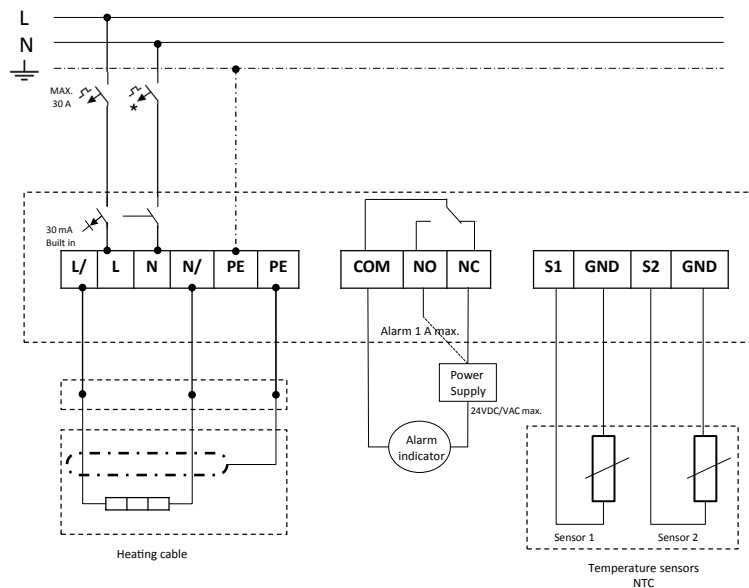 L
N
MAX.
30 A
*
30 mA
Built in
L/ L N N/ PE PE
COM NO NC
S1 GND S2 GND
Alarm 1 A max.
Power
Supply
24VDC/VAC max.
Alarm
indicator
Sensor 1
Sensor 2
Heating cable
Temperature sensors
NTC